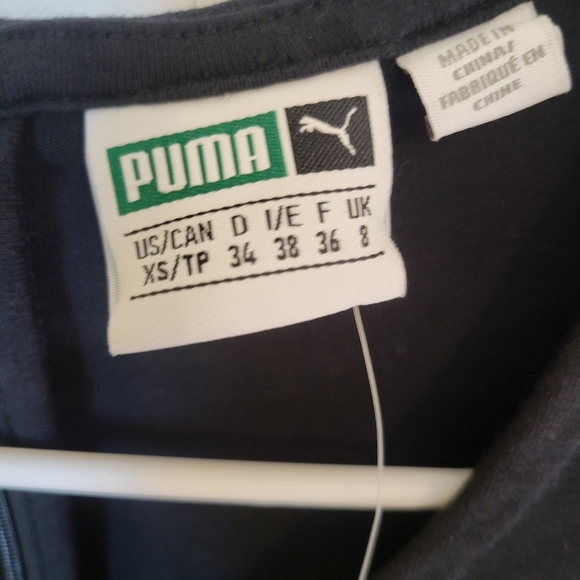 PUMA
US/CAN D I/E F UK
XS/TP 34 38 36 8
MADE IN
CHINA/
FABRIQUÉ EN
CHINE